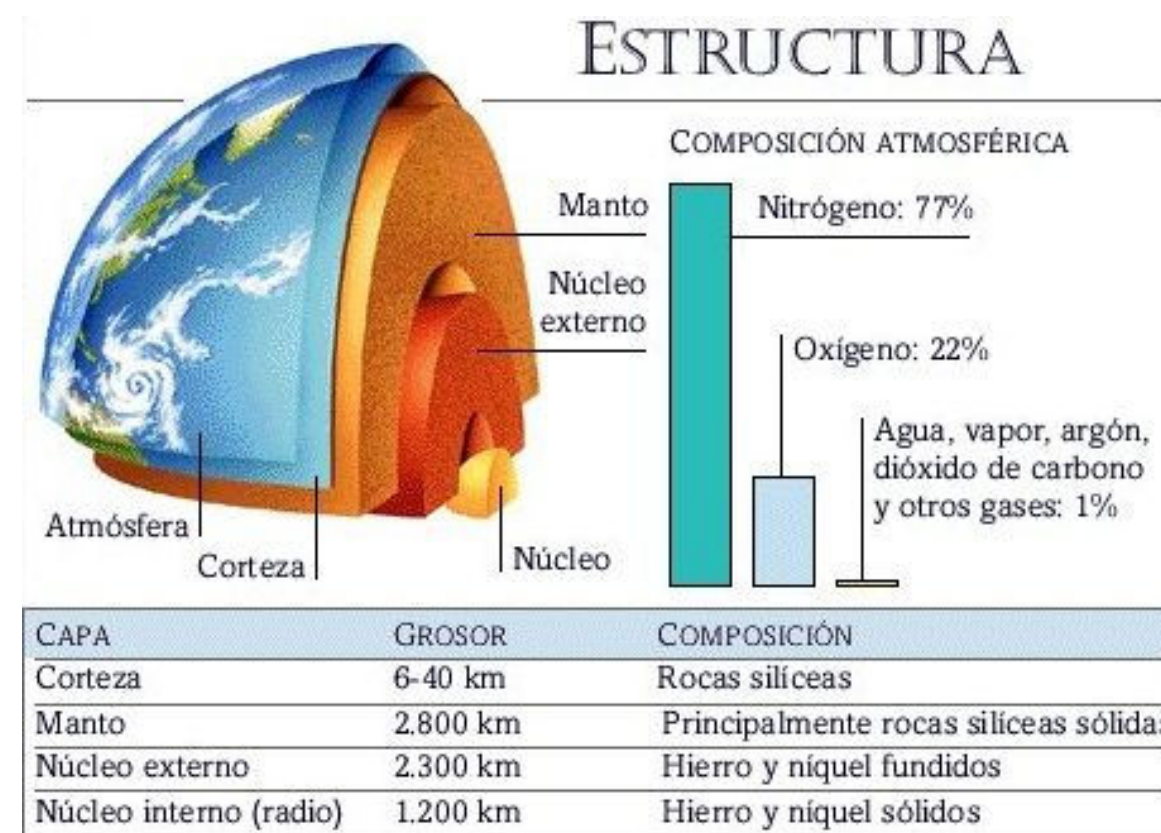 ESTRUCTURA
COMPOSICIÓN ATMOSFÉRICA
Manto
Núcleo
externo
Atmósfera
Corteza
Núcleo
Nitrógeno: 77%
Oxígeno: 22%
Agua, vapor, argón,
dióxido de carbono
y otros gases: 1%
CAPA GROSOR COMPOSICIÓN
Corteza 6-40 km Rocas silíceas
Manto 2.800 km Principalmente rocas silíceas sólidas
Núcleo externo 2.300 km Hierro y níquel fundidos
Núcleo interno (radio) 1.200 km Hierro y níquel sólidos